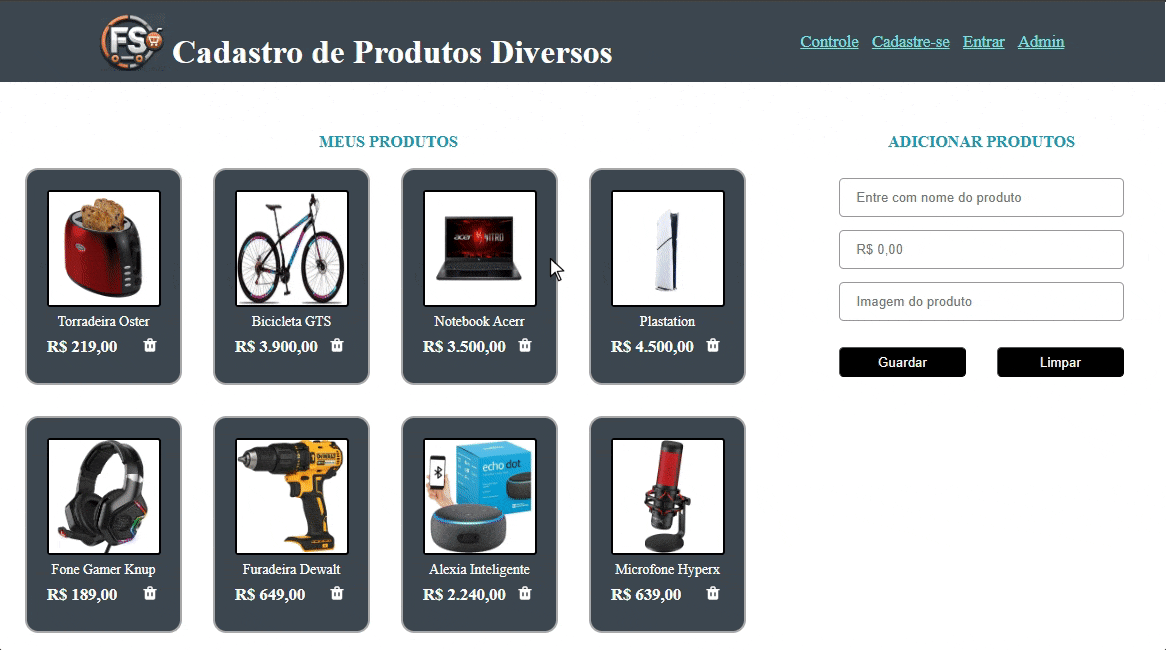 FS
Cadastro de Produtos Diversos
Controle Cadastre-se Entrar Admin
MEUS PRODUTOS
ADICIONAR PRODUTOS
Torradeira Oster
R$ 219,00
Bicicleta GTS
R$ 3.900,00
acer NITRO
Notebook Acerr
R$ 3.500,00
Plastation
R$ 4.500,00
Entre com nome do produto
R$ 0,00
Imagem do produto
Guardar
Limpar
Fone Gamer Knup
R$ 189,00
DEWALT
Furadeira Dewalt
R$ 649,00
echo dot
Alexia Inteligente
R$ 2.240,00
Microfone Hyperx
R$ 639,00